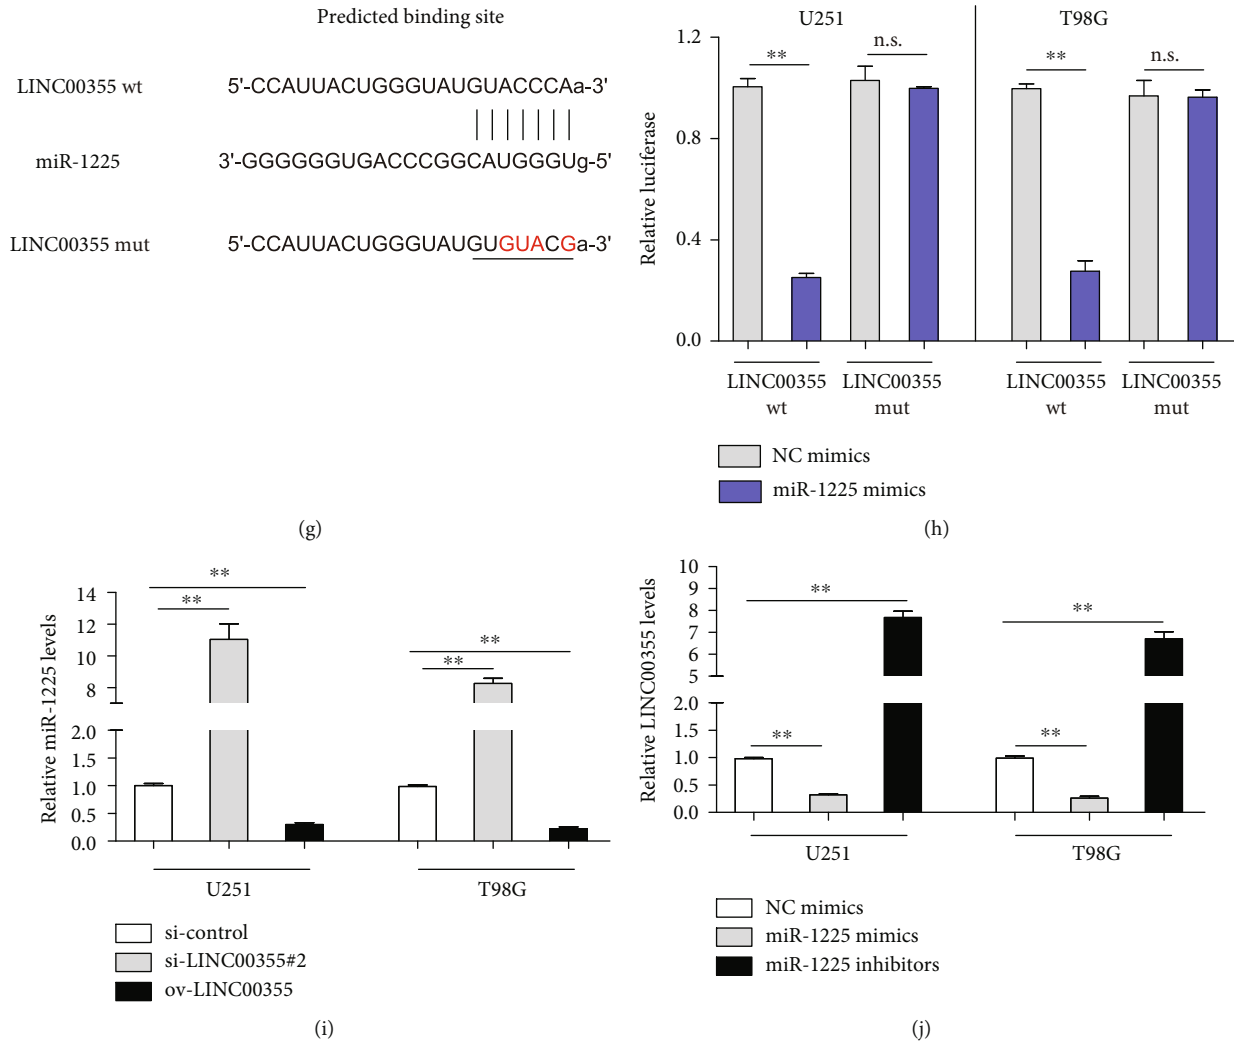 Predicted binding site
LINC00355 wt 5'-CCAUUACUGGGUAUGUACCCAa-3'
miR-1225 3'-GGGGGGUGACCCGGCAUGGGUg-5'
LINC00355 mut 5'-CCAUUACUGGGUAUGUGUACGa-3'
(g)
U251 T98G
Relative luciferase
1.2
0.8
0.4
0.0
** n.s. ** n.s.
LINC00355 LINC00355 LINC00355 LINC00355
wt mut wt mut
NC mimics
miR-1225 mimics
(h)
Relative miR-1225 levels
14
12
10
8
2.0
1.5
1.0
0.5
0.0
**
**
**
**
U251 T98G
si-control
si-LINC00355#2
ov-LINC00355
(i)
Relative LINC00355 levels
10
9
8
7
6
5
2.0
1.5
1.0
0.5
0.0
** **
** **
U251 T98G
NC mimics
miR-1225 mimics
miR-1225 inhibitors
(j)